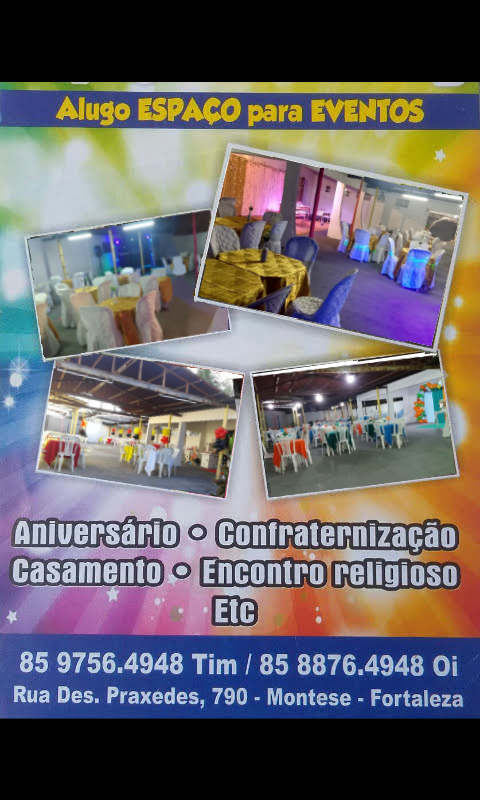 Alugo ESPAÇO para EVENTOS
Aniversário • Confraternização
Casamento • Encontro religioso
Etc
85 9756.4948 Tim / 85 8876.4948 Oi
Rua Des. Praxedes, 790 - Montese - Fortaleza